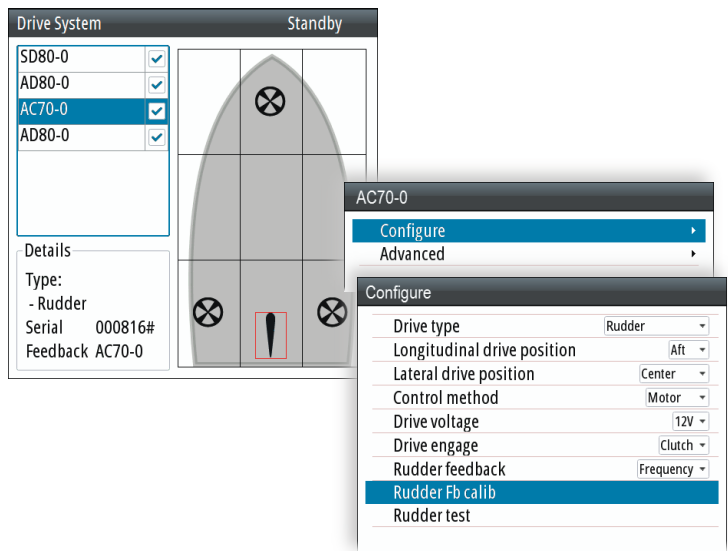 Drive System Standby
SD80-0
AD80-0
AC70-0
AD80-0
Details
Type:
- Rudder
Serial 000816#
Feedback AC70-0
AC70-0
Configure
Advanced
Configure
Drive type Rudder
Longitudinal drive position Aft
Lateral drive position Center
Control method Motor
Drive voltage 12V
Drive engage Clutch
Rudder feedback Frequency
Rudder Fb calib
Rudder test